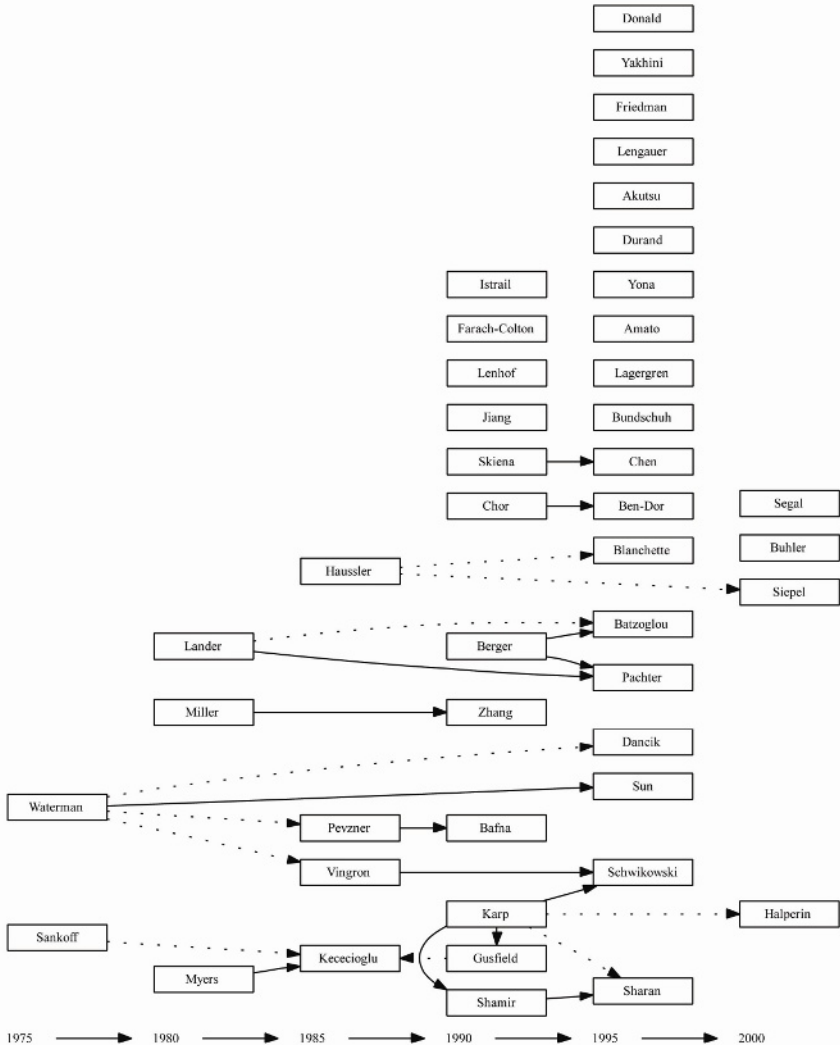 Donald
Yakhini
Friedman
Lengauer
Akutsu
Durand
Istrail Yona
Farach-Colton Amato
Lenhof Lagergren
Jiang Bundschuh
Skiena Chen
Chor Ben-Dor Segal
Blanchette Buhler
Haussler
Siepel
Batzoglou
Lander Berger
Pachter
Miller Zhang
Dancik
Sun
Waterman
Pevzner Bafna
Vingron Schwikowski
Karp Halperin
Sankoff
Kececioglu Gusfield
Myers
Sharan
Shamir
1975 1980 1985 1990 1995 2000